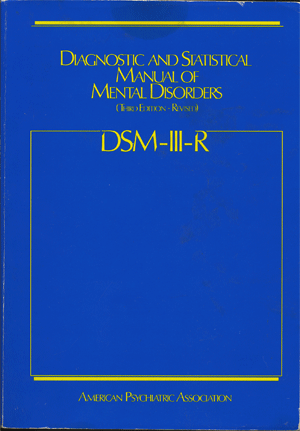 DIAGNOSTIC AND STATISTICAL
MANUAL OF
MENTAL DISORDERS
(THIRD EDITION - REVISED)
DSM-III-R
AMERICAN PSYCHIATRIC ASSOCIATION